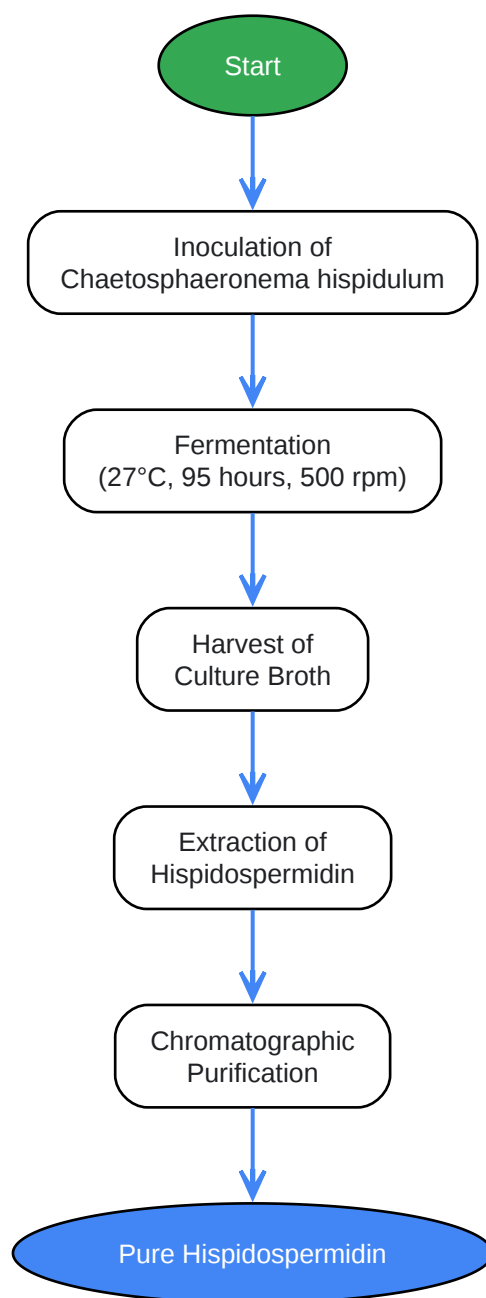 Start
Inoculation of
Chaetosphaeronema hispidulum
Fermentation
(27°C, 95 hours, 500 rpm)
Harvest of
Culture Broth
Extraction of
Hispidospermidin
Chromatographic
Purification
Pure Hispidospermidin